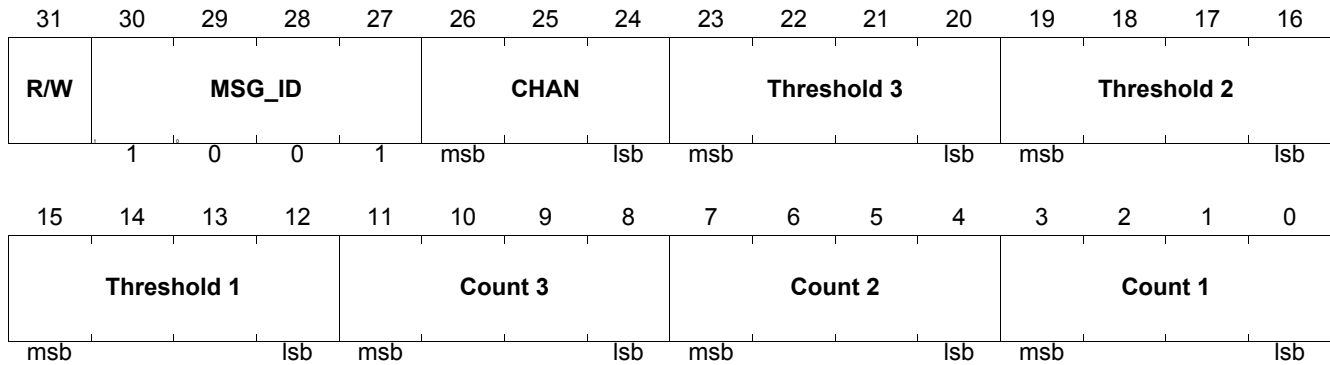 31 30 29 28 27 26 25 24 23 22 21 20 19 18 17 16
R/W MSG_ID CHAN Threshold 3 Threshold 2
1 0 0 1 msb lsb msb lsb msb lsb
15 14 13 12 11 10 9 8 7 6 5 4 3 2 1 0
Threshold 1 Count 3 Count 2 Count 1
msb lsb msb lsb msb lsb msb lsb